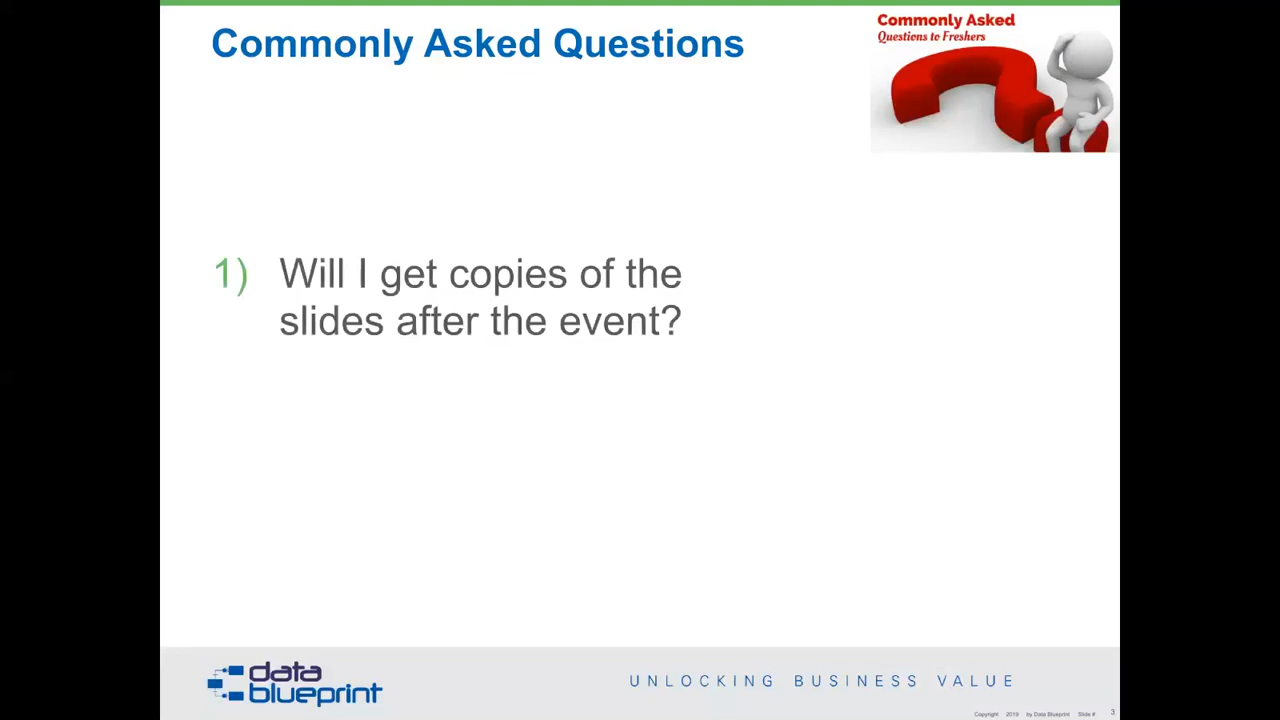 Commonly Asked Questions
Commonly Asked
Questions to Freshers
1) Will I get copies of the
slides after the event?
data
blueprint
UNLOCKING BUSINESS VALUE
Copyright 2019 by Data Blueprint Slide # 3